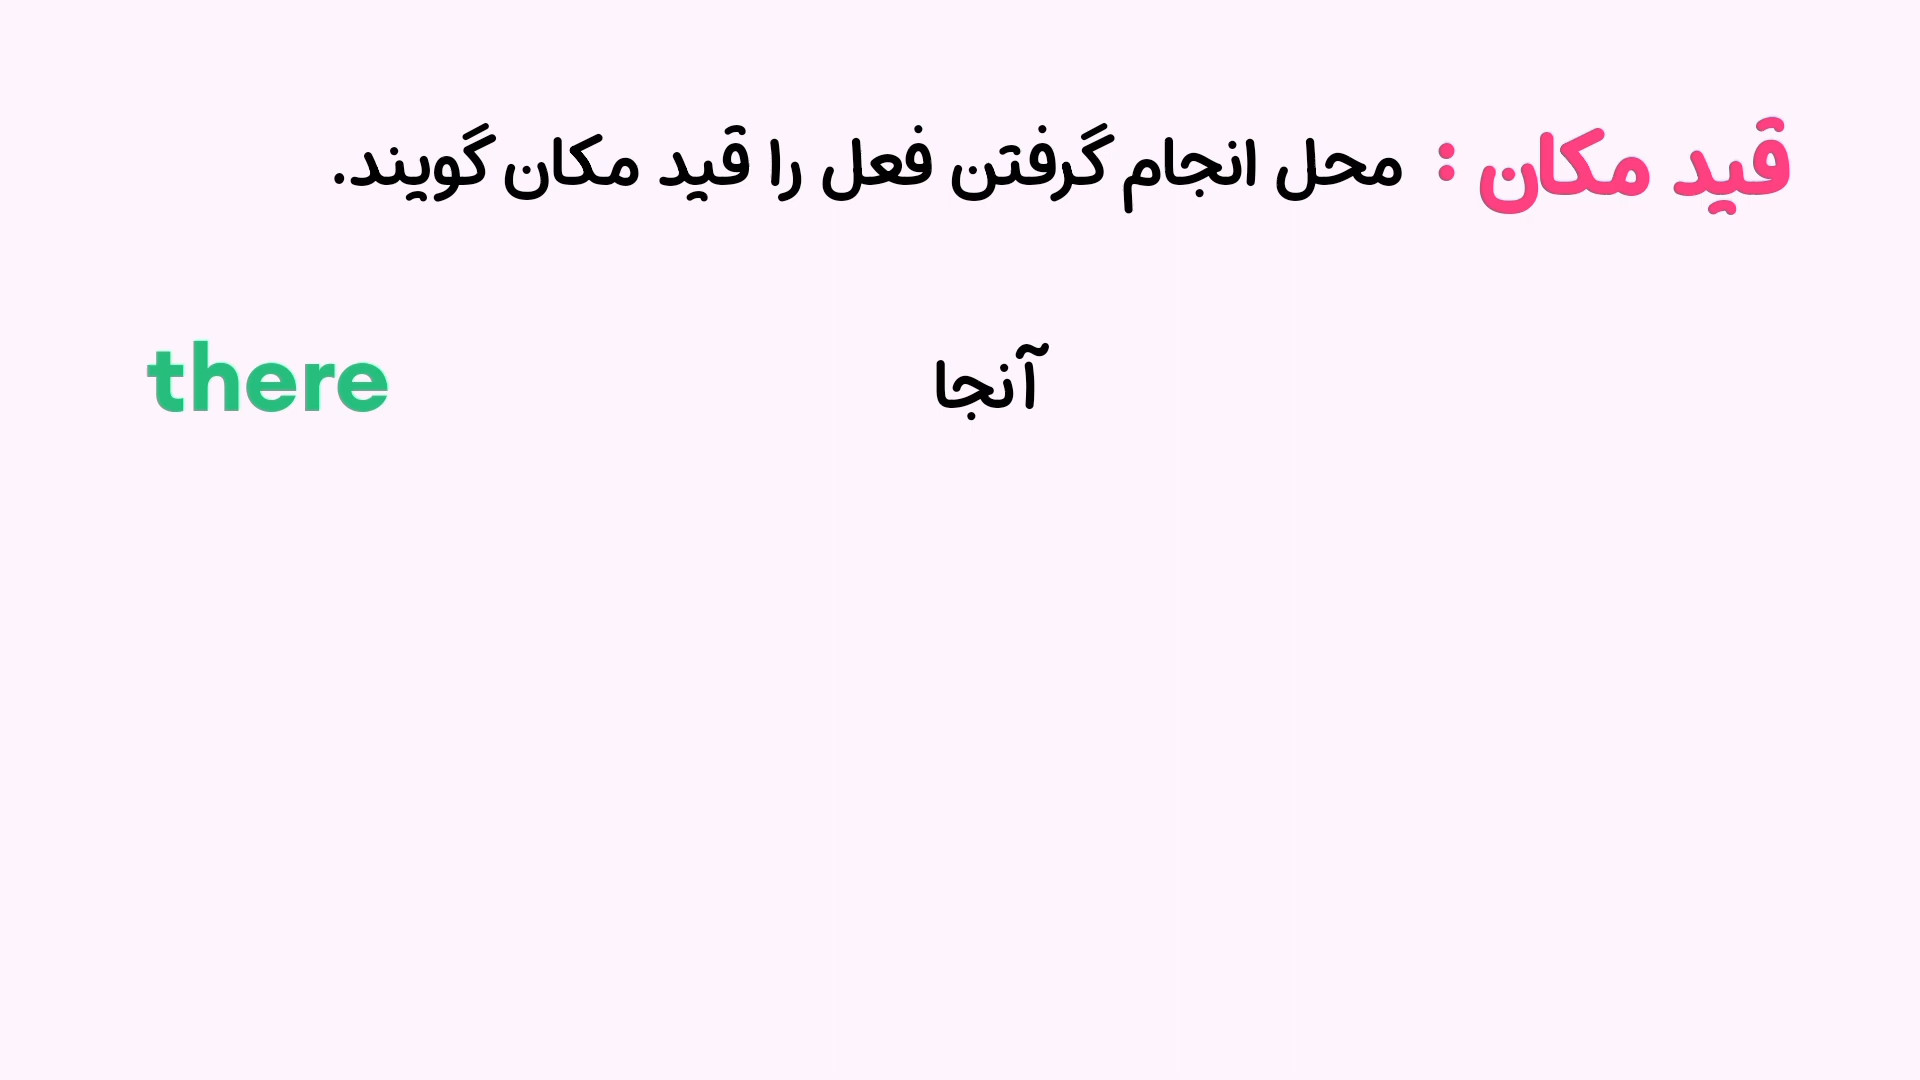 قید مکان : محل انجام گرفتن فعل را قید مکان گویند.
there آنجا